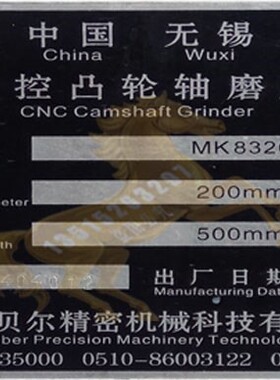 中国 无锡
China Wuxi
控凸轮轴磨
CNC Camshaft Grinder
MK832
200mm
eter
500mm
th
出厂日期
Manufacturing Da
贝尔精密机械科技有
ber Precision Machinery Technolo
35000 0510-86003122 0